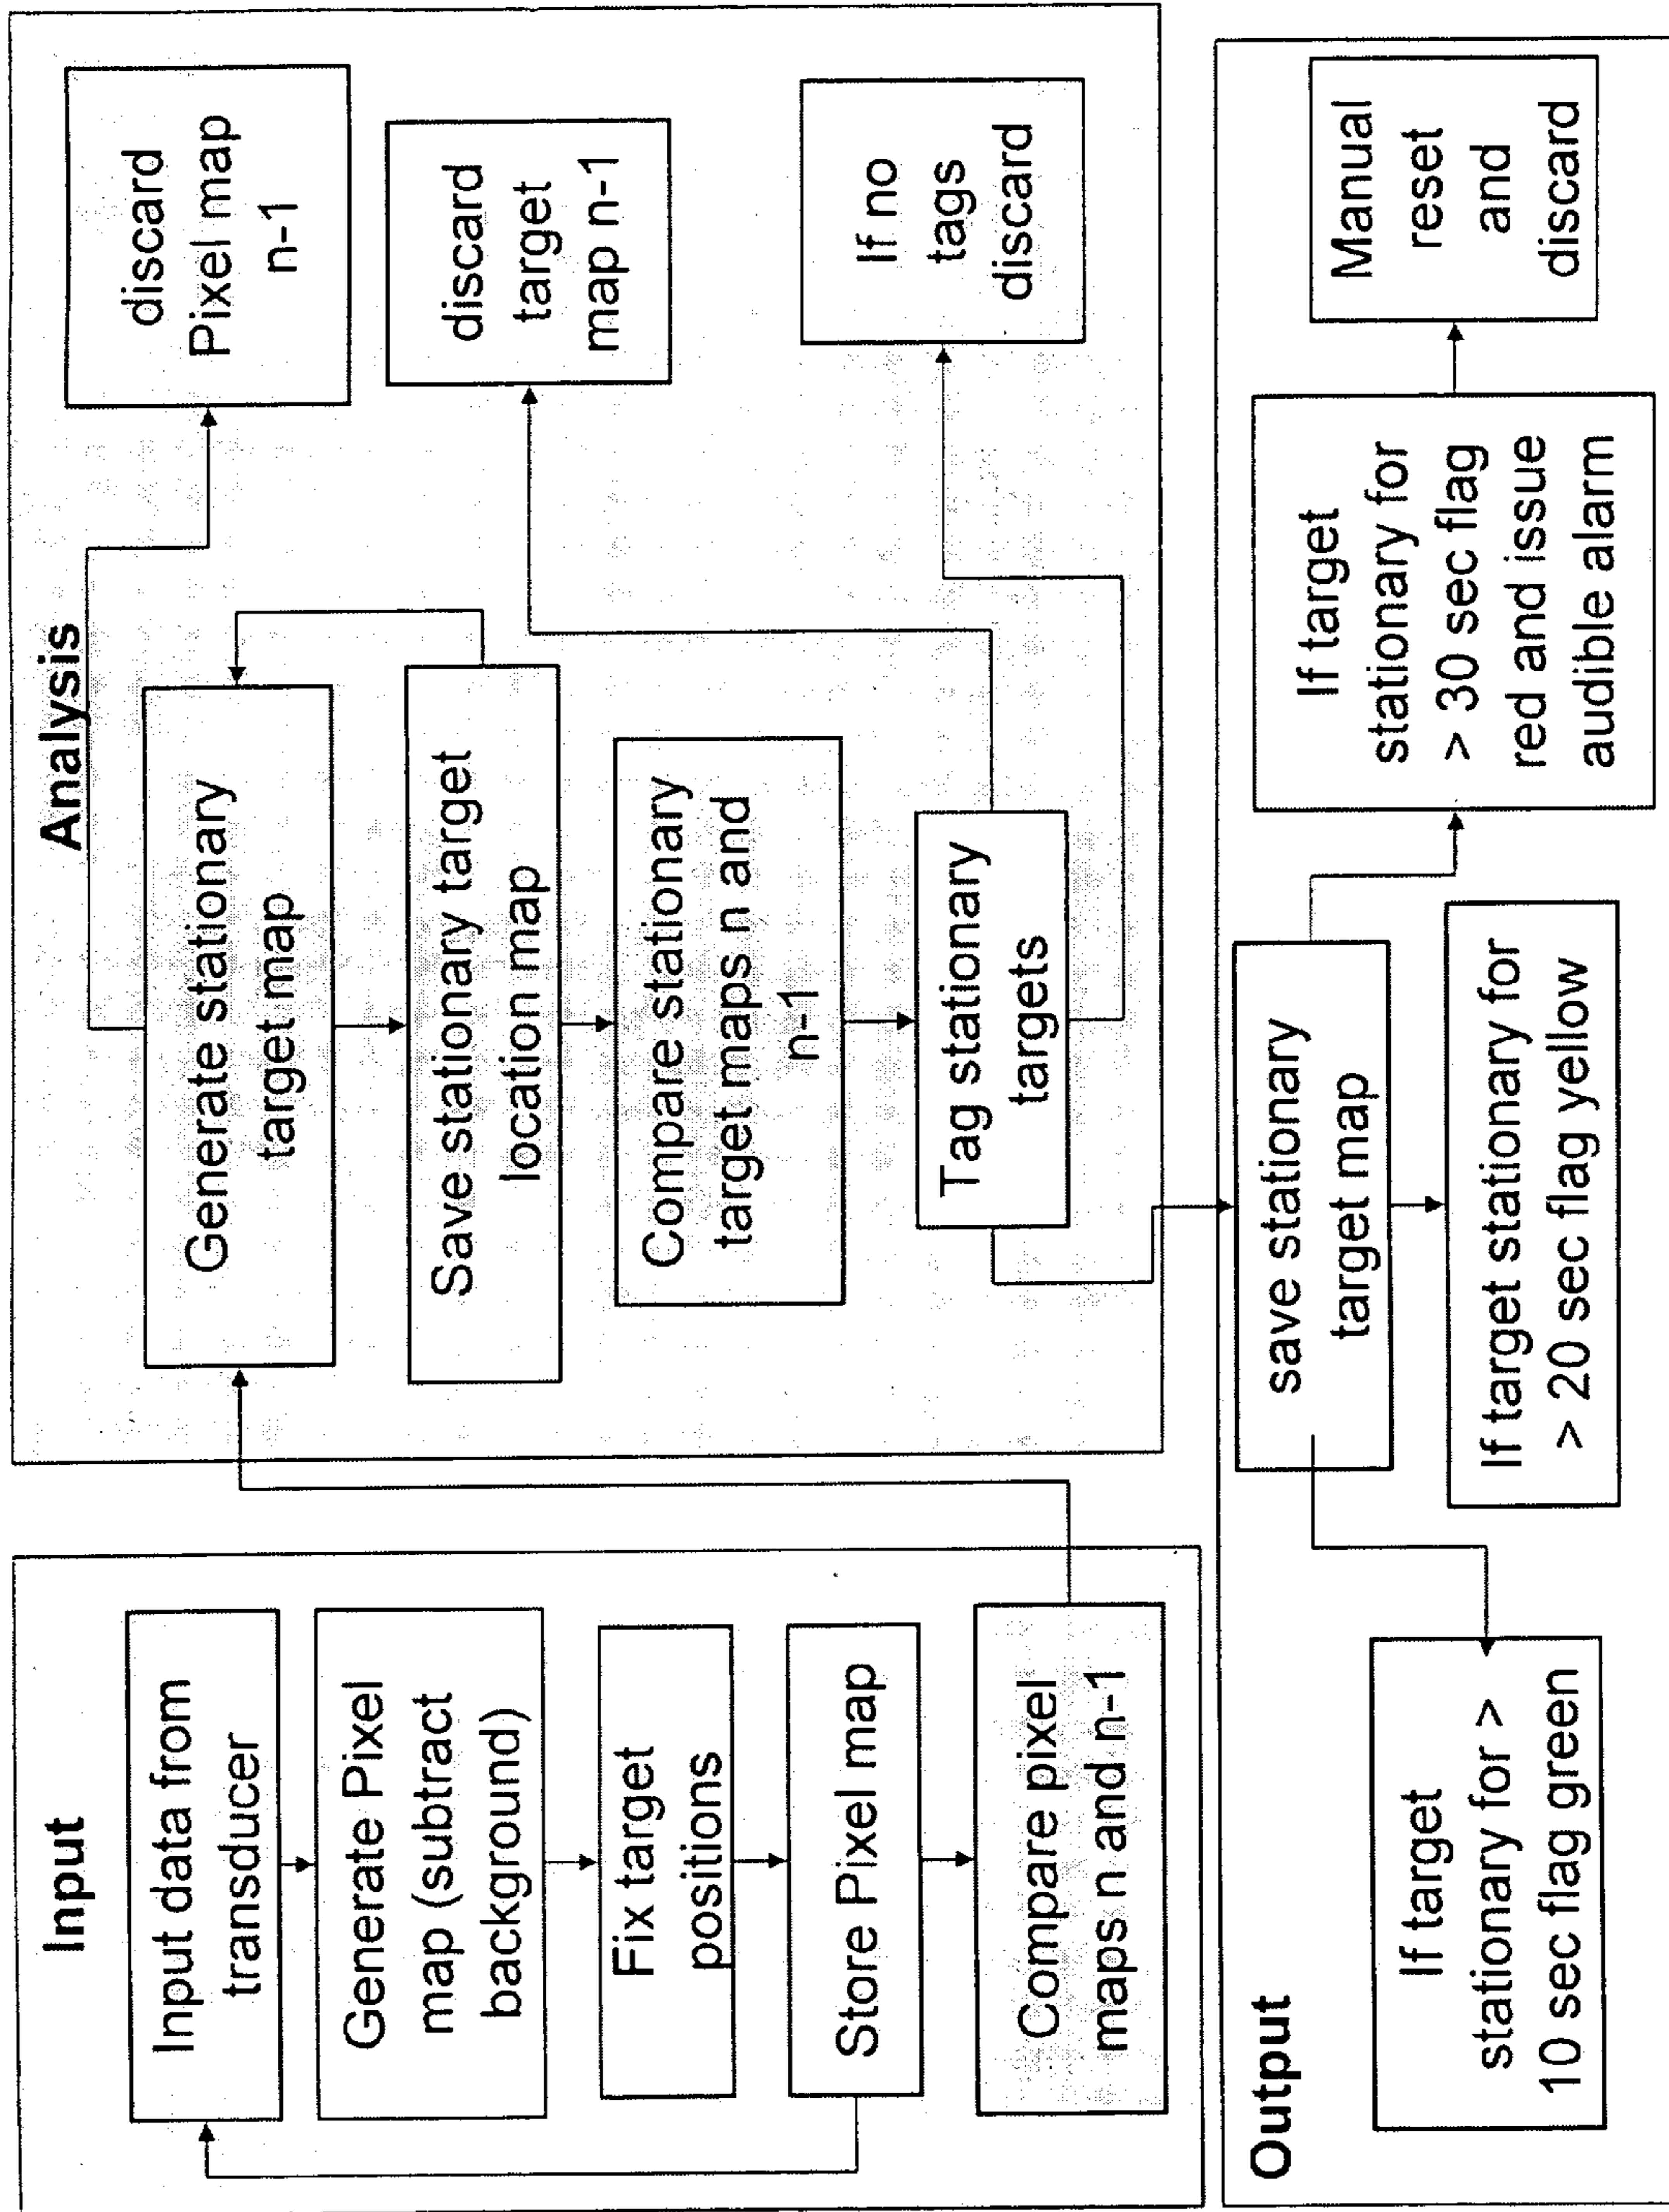 Input
Input data from
transducer
Generate Pixel
map (subtract
background)
Fix target
positions
Store Pixel map
Compare pixel
maps n and n-1
Analysis
Generate stationary
target map
Save stationary target
location map
Compare stationary
target maps n and
n-1
Tag stationary
targets
discard
Pixel map
n-1
discard
target
map n-1
If no
tags
discard
Output
If target
stationary for >
10 sec flag green
save stationary
target map
If target stationary for
> 20 sec flag yellow
If target
stationary for
> 30 sec flag
red and issue
audible alarm
Manual
reset
and
discard